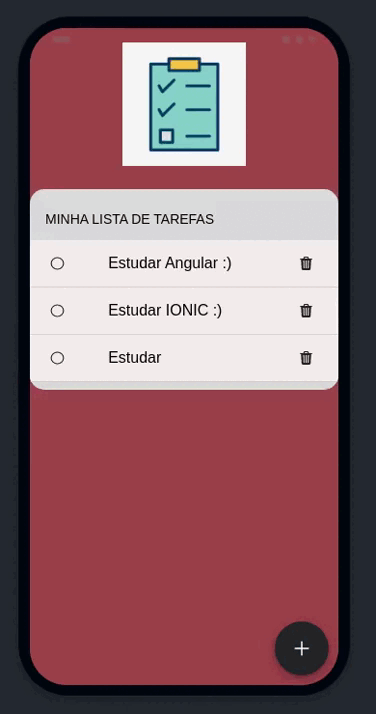 MINHA LISTA DE TAREFAS
Estudar Angular :)
Estudar IONIC :)
Estudar